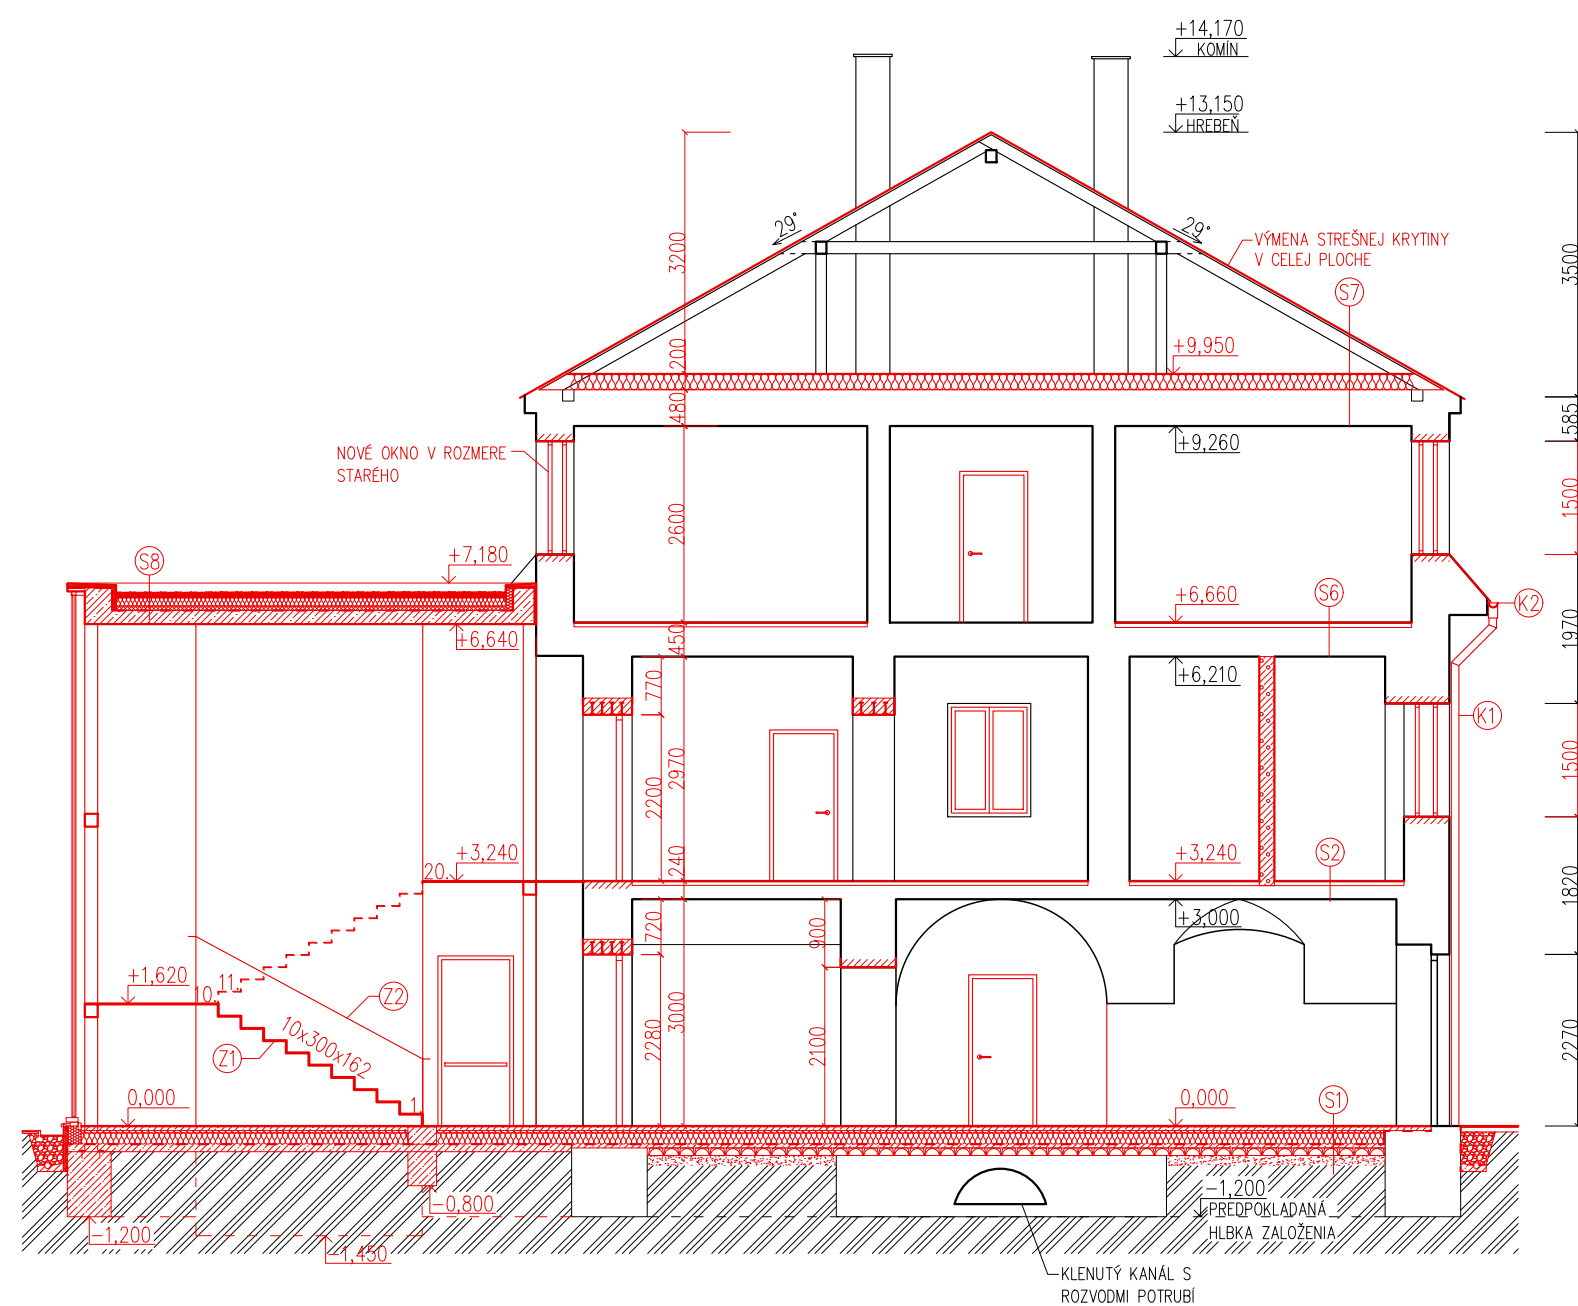 +14,170
KOMÍN
+13,150
HREBEŇ
29°
29°
VÝMENA STREŠNEJ KRYTINY
V CELEJ PLOCHE
3200
3500
S7
+9,950
200
480
585
+9,260
NOVÉ OKNO V ROZMERE
STARÉHO
2600
1500
S8
+7,180
+6,660
S6
K2
+6,640
450
1970
+6,210
770
K1
2970
2200
1500
20.
+3,240
240
+3,240
S2
1820
720
900
+3,000
+1,620
10.
11.
Z2
10x300x162
Z1
3000
2280
2100
2270
0,000
1.
0,000
S1
-0,800
-1,200
PREDPOKLADANÁ
HLBKA ZALOŽENIA
-1,200
-1,450
KLENUTÝ KANÁL S
ROZVODMI POTRUBÍ